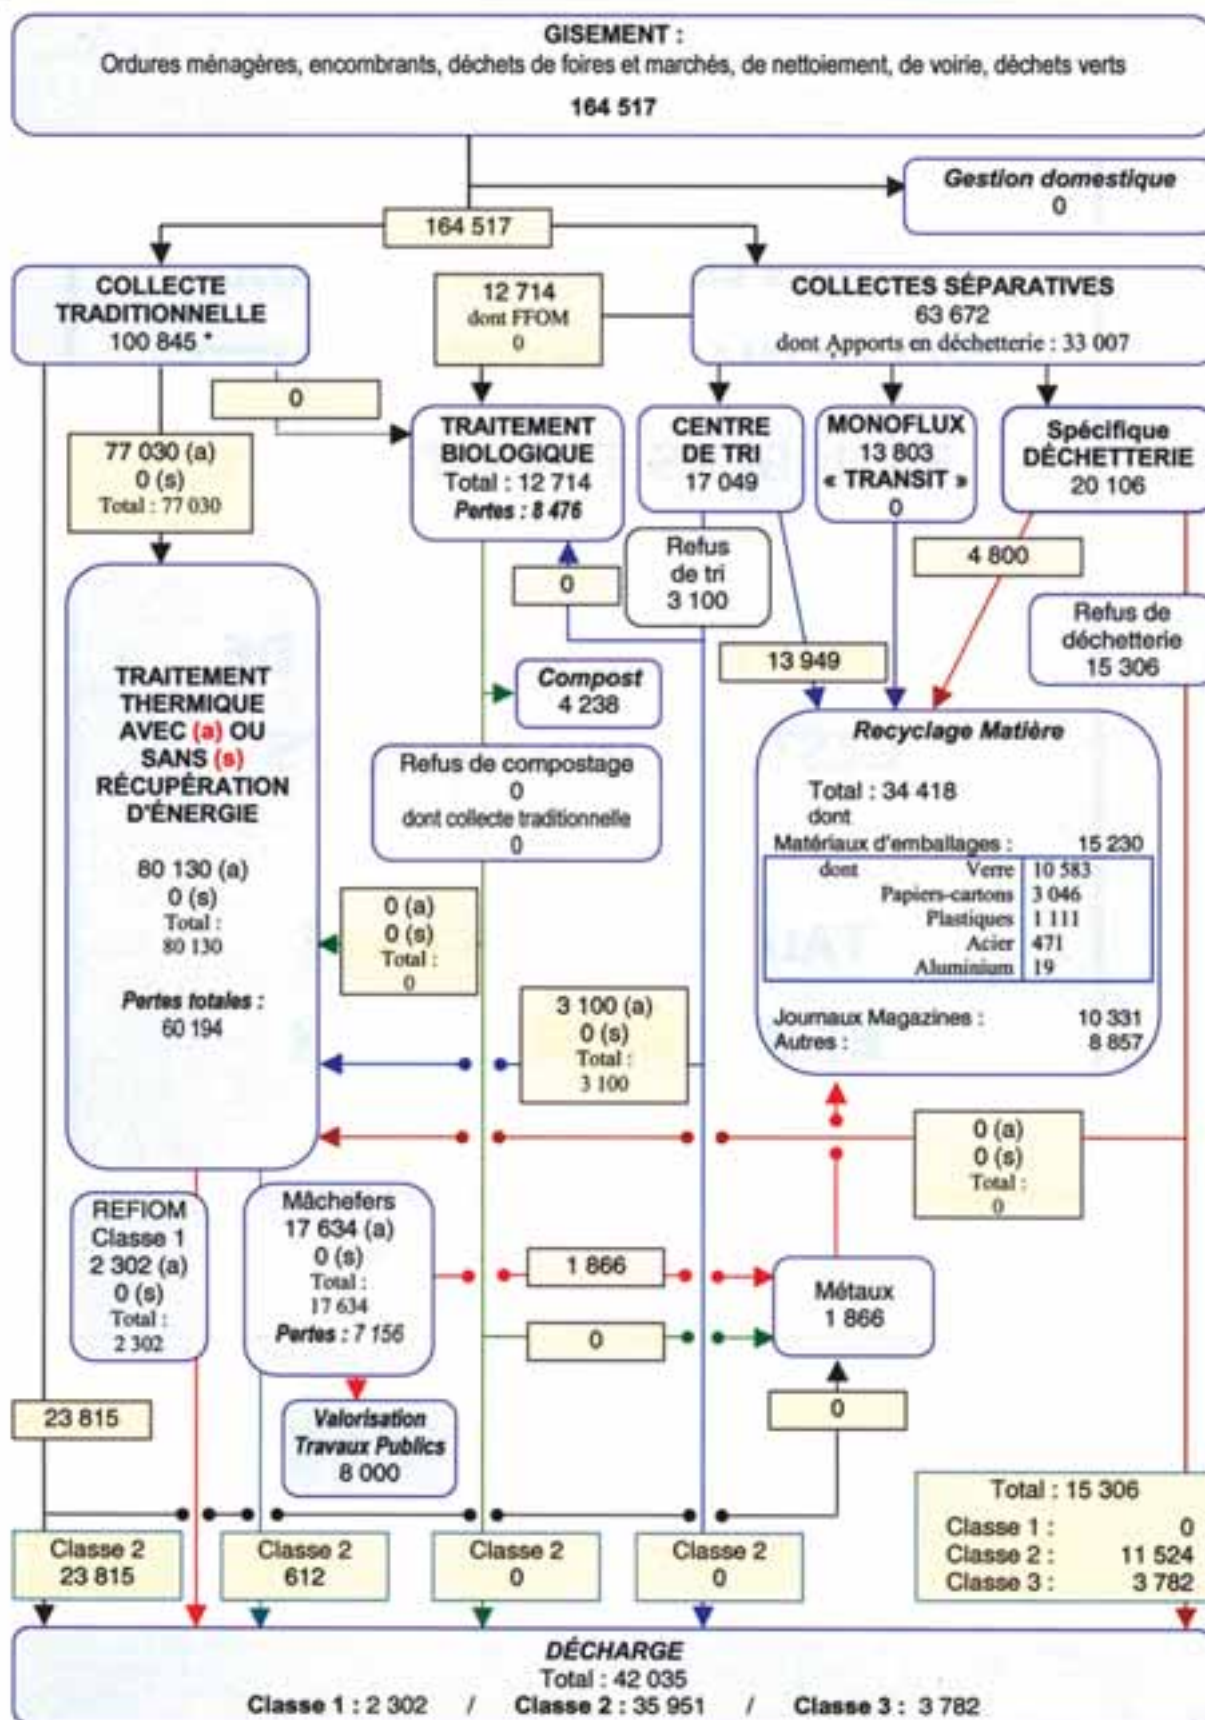 GISEMENT :
Ordures ménagères, encombrants, déchets de foires et marchés, de nettoiement, de voirie, déchets verts
164 517
Gestion domestique
0
164 517
COLLECTE
TRADITIONNELLE
100 845 *
12 714
dont FFOM
0
COLLECTES SÉPARATIVES
63 672
dont Apports en déchetterie : 33 007
0
77 030 (a)
0 (s)
Total : 77 030
TRAITEMENT
BIOLOGIQUE
Total : 12 714
Pertes : 8 476
CENTRE
DE TRI
17 049
MONOFLUX
13 803
« TRANSIT »
0
Spécifique
DÉCHETTERIE
20 106
0
Refus
de tri
3 100
4 800
Refus de
déchetterie
15 306
13 949
TRAITEMENT
THERMIQUE
AVEC (a) OU
SANS (s)
RÉCUPÉRATION
D'ÉNERGIE
80 130 (a)
0 (s)
Total :
80 130
Pertes totales :
60 194
Compost
4 238
Refus de compostage
0
dont collecte traditionnelle
0
Recyclage Matière
Total : 34 418
dont
Matériaux d'emballages : 15 230
dont Verre 10 583
Papiers-cartons 3 046
Plastiques 1 111
Acier 471
Aluminium 19
Journaux Magazines : 10 331
Autres : 8 857
0 (a)
0 (s)
Total :
0
3 100 (a)
0 (s)
Total :
3 100
0 (a)
0 (s)
Total :
0
REFIOM
Classe 1
2 302 (a)
0 (s)
Total :
2 302
Mâchefers
17 634 (a)
0 (s)
Total :
17 634
Pertes : 7 156
1 866
0
Métaux
1 866
23 815
Valorisation
Travaux Publics
8 000
0
Classe 2
23 815
Classe 2
612
Classe 2
0
Classe 2
0
Total : 15 306
Classe 1 : 0
Classe 2 : 11 524
Classe 3 : 3 782
DÉCHARGE
Total : 42 035
Classe 1 : 2 302 / Classe 2 : 35 951 / Classe 3 : 3 782